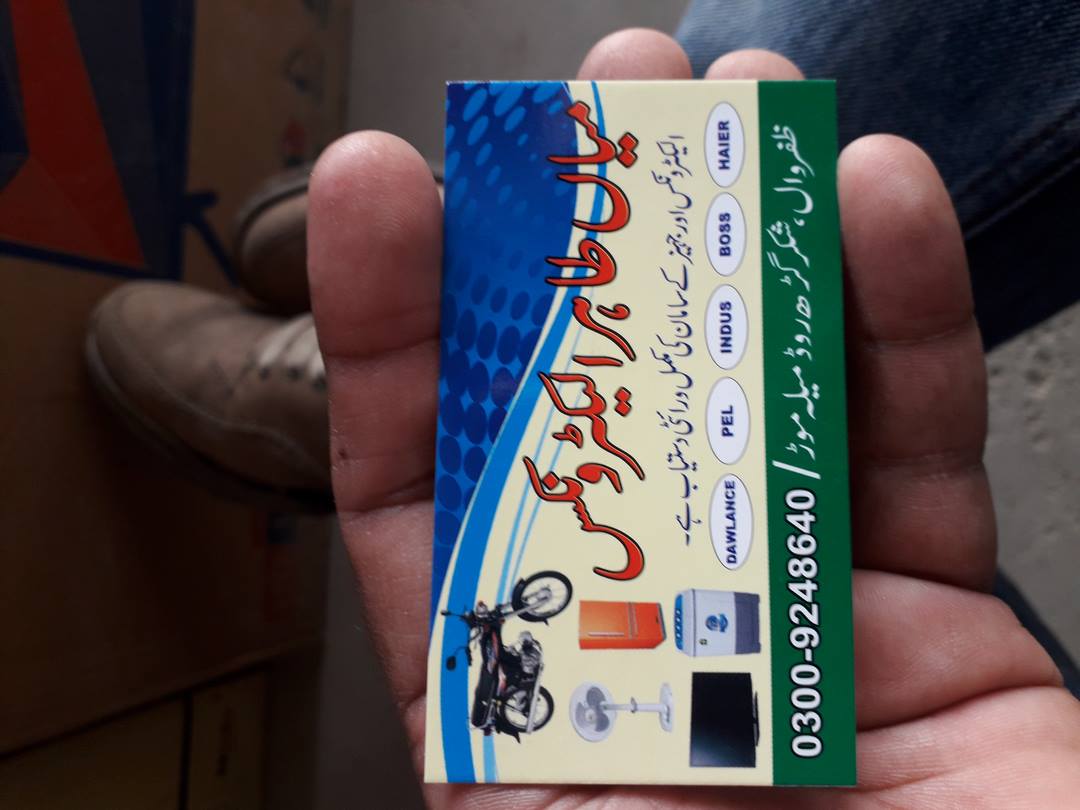 میاں طاہر الیکٹرونکس
الیکٹرونکس اور جہیز کے سامان کی مکمل ورائٹی دستیاب ہے۔
DAWLANCE PEL INDUS BOSS HAIER
0300-9248640 / ظفروال، شکرگڑھ روڈ میلہ موڑ